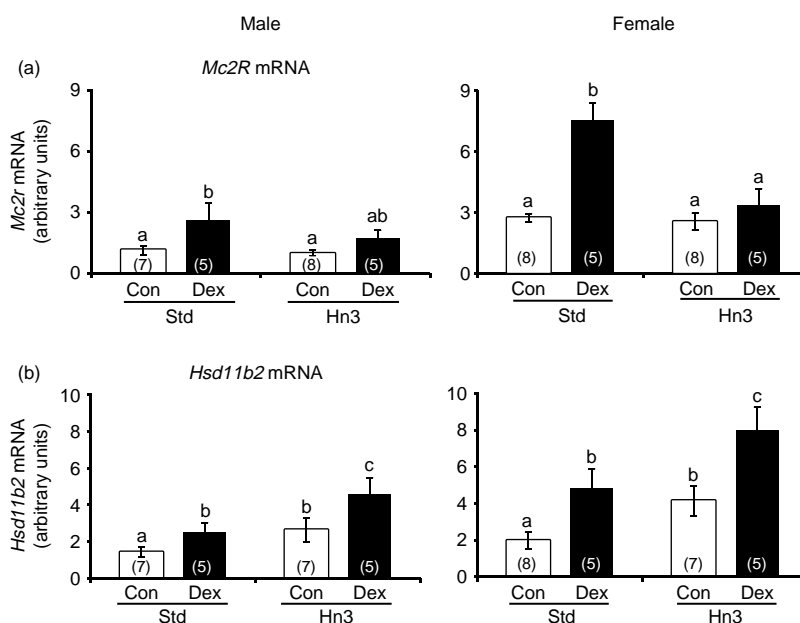 Male Female
(a) Mc2R mRNA
Mc2r mRNA
(arbitrary units)
9 9
b
6 6
b
3 a ab 3 a a a
a
(7) (5) (8) (5) (8) (5) (8) (5)
0 0
Con Dex Con Dex Con Dex Con Dex
Std Hn3 Std Hn3
(b) Hsd11b2 mRNA
Hsd11b2 mRNA
(arbitrary units)
10 10
c
8 8
c b
6 6
b b
4 b 4
a a
2 2
(7) (5) (7) (5) (8) (5) (7) (5)
0 0
Con Dex Con Dex Con Dex Con Dex
Std Hn3 Std Hn3